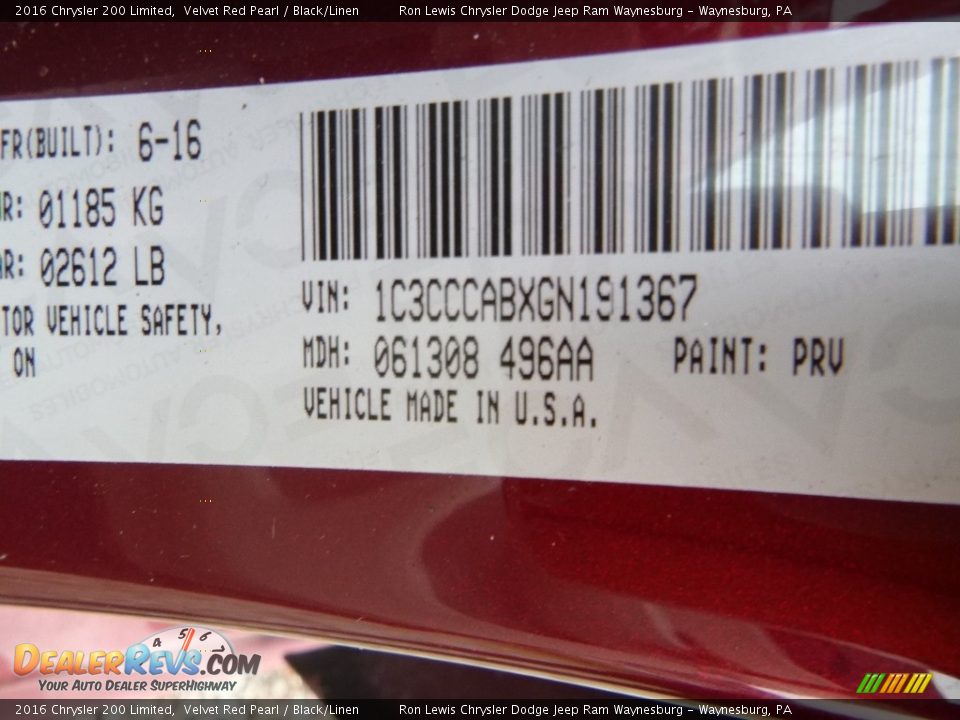 2016 Chrysler 200 Limited, Velvet Red Pearl / Black/Linen Ron Lewis Chrysler Dodge Jeep Ram Waynesburg - Waynesburg, PA
FR(BUILT): 6-16
R: 01185 KG
R: 02612 LB
TOR VEHICLE SAFETY,
ON
VIN: 1C3CCCABXGN191367
MDH: 061308 496AA PAINT: PRV
VEHICLE MADE IN U.S.A.
4 5 6
DEALERREVS.COM
YOUR AUTO DEALER SUPERHIGHWAY
2016 Chrysler 200 Limited, Velvet Red Pearl / Black/Linen Ron Lewis Chrysler Dodge Jeep Ram Waynesburg - Waynesburg, PA